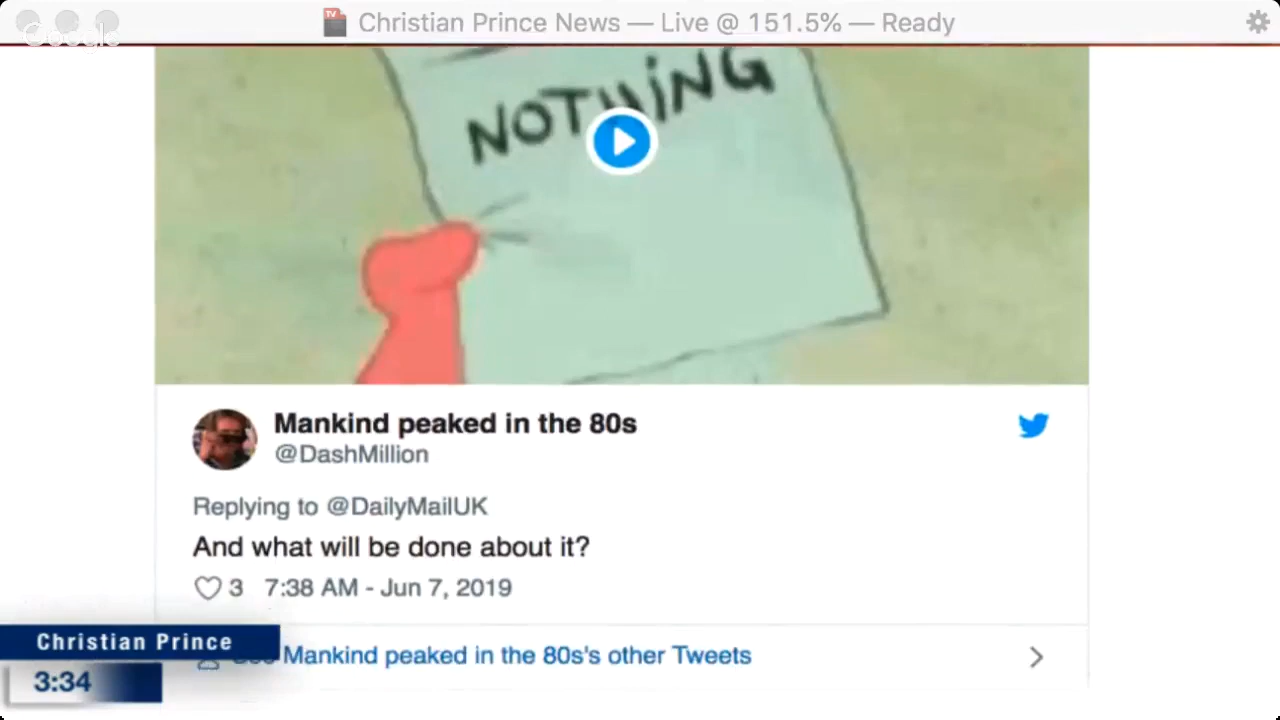 Christian Prince News — Live @ 151.5% — Ready
Google
NOTHING
Mankind peaked in the 80s
@DashMillion
Replying to @DailyMailUK
And what will be done about it?
3 7:38 AM - Jun 7, 2019
Christian Prince
See Mankind peaked in the 80s's other Tweets
3:34